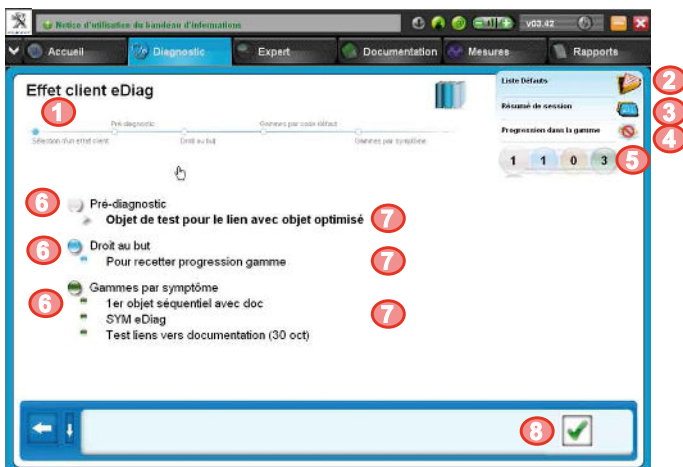 Notice d'utilisation du bandeau d'informations
V03.42
Accueil
Diagnostic
Expert
Documentation
Mesures
Rapports
Effet client eDiag
Liste Défauts
2
Résumé de session
3
Progression dans la gamme
4
1
Pré-diagnostic
Gammes par code défaut
Sélection d'un effet client
Droit au but
Gammes par symptôme
1 1 0 3
5
6
Pré-diagnostic
Objet de test pour le lien avec objet optimisé
7
6
Droit au but
Pour recetter progression gamme
7
6
Gammes par symptôme
1er objet séquentiel avec doc
SYM eDiag
7
Test liens vers documentation (30 oct)
8